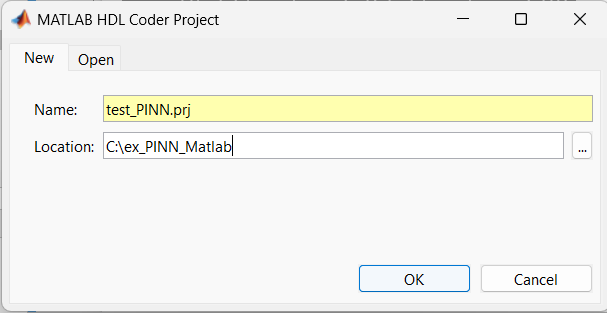 MATLAB HDL Coder Project
New Open
Name: test_PINN.prj
Location: C:\ex_PINN_Matlab ...
OK Cancel